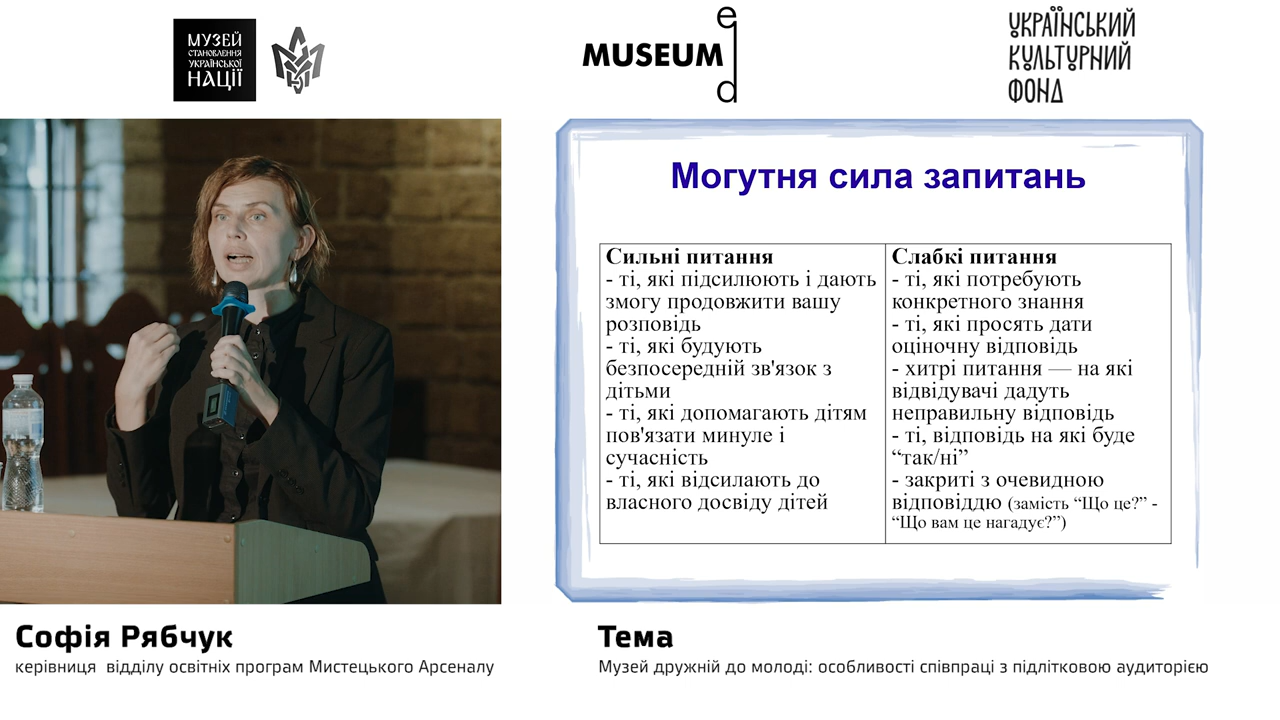 МУЗЕЙ
СТАНОВЛЕННЯ
УКРАЇНСЬКОЇ
НАЦІЇ
MUSEUM
ed
УКРАЇНСЬКИЙ
КУЛЬТУРНИЙ
ФОНД
Могутня сила запитань
Сильні питання
- ті, які підсилюють і дають
змогу продовжити вашу
розповідь
- ті, які будують
безпосередній зв'язок з
дітьми
- ті, які допомагають дітям
пов'язати минуле і
сучасність
- ті, які відсилають до
власного досвіду дітей
Слабкі питання
- ті, які потребують
конкретного знання
- ті, які просять дати
оціночну відповідь
- хитрі питання — на які
відвідувачі дадуть
неправильну відповідь
- ті, відповідь на які буде
“так/ні”
- закриті з очевидною
відповіддю (замість “Що це?” -
“Що вам це нагадує?”)
Софія Рябчук
керівниця відділу освітніх програм Мистецького Арсеналу
Тема
Музей дружній до молоді: особливості співпраці з підлітковою аудиторією